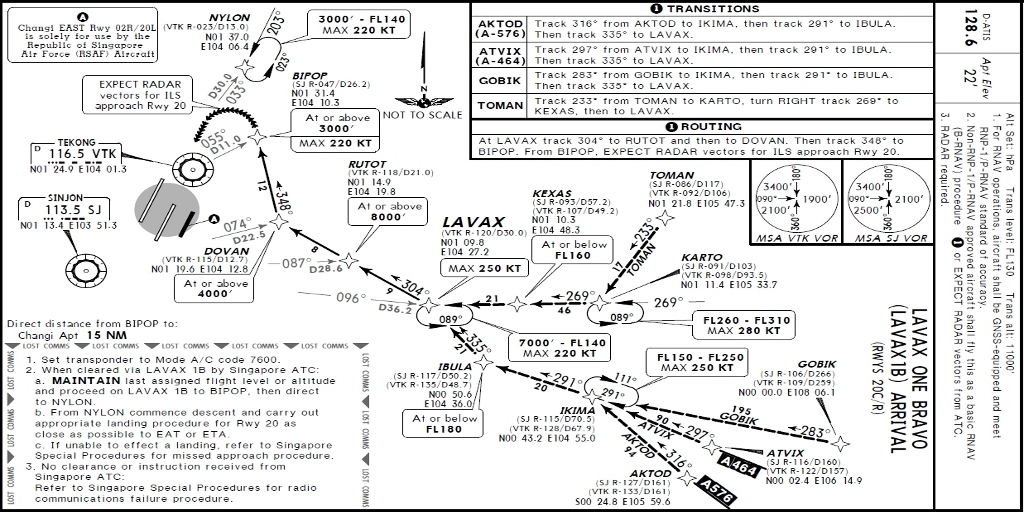 Changi EAST Rwy 02R/20L
is solely for use by the
Republic of Singapore
Air Force (RSAF) Aircraft
NYLON
(VTK R-023/D13.0)
N01 37.0
E104 06.4
203°
023°
3000' - FL140
MAX 220 KT
EXPECT RADAR
vectors for ILS
approach Rwy 20
D30.0
033°
BIPOP
(SJ R-047/D26.2)
N01 31.4
E104 10.3
At or above
3000'
MAX 220 KT
055°
D11.0
N
NOT TO SCALE
TEKONG
D 116.5 VTK
N01 24.9 E104 01.3
SINJON
D 113.5 SJ
N01 13.4 E103 51.3
A
12
348°
074°
D22.5
DOVAN
(VTK R-115/D12.7)
N01 19.6 E104 12.8
At or above
4000'
RUTOT
(VTK R-118/D21.0)
N01 14.9
E104 19.8
At or above
8000'
8
087°
D28.6
9
304°
096°
D36.2
LAVAX
(VTK R-120/D30.0)
N01 09.8
E104 27.2
MAX 250 KT
089°
7000' - FL140
MAX 220 KT
21
KEXAS
(SJ R-093/D57.2)
(VTK R-107/D49.2)
N01 10.3
E104 48.3
At or below
FL160
269°
46
TOMAN
(SJ R-086/D117)
(VTK R-092/D106)
N01 21.8 E105 47.3
233°
17
TOMAN
KARTO
(SJ R-091/D103)
(VTK R-098/D93.5)
N01 11.4 E105 33.7
269°
089°
FL260 - FL310
MAX 280 KT
335°
21
IBULA
(SJ R-117/D50.2)
(VTK R-135/D48.7)
N00 50.6
E104 36.0
At or below
FL180
291°
20
IKIMA
(SJ R-115/D70.5)
(VTK R-128/D67.9)
N00 43.2 E104 55.0
111°
291°
FL150 - FL250
MAX 250 KT
GOBIK
(SJ R-106/D266)
(VTK R-109/D259)
N00 00.0 E108 06.1
195
GOBIK
283°
90
ATVIX
297°
A464
ATVIX
(SJ R-116/D160)
(VTK R-122/D157)
N00 02.4 E106 14.9
AKTOD
94
316°
A576
AKTOD
(SJ R-127/D161)
(VTK R-133/D161)
S00 24.8 E105 59.6
1 TRANSITIONS
AKTOD (A-576) Track 316° from AKTOD to IKIMA, then track 291° to IBULA.
Then track 335° to LAVAX.
ATVIX (A-464) Track 297° from ATVIX to IKIMA, then track 291° to IBULA.
Then track 335° to LAVAX.
GOBIK Track 283° from GOBIK to IKIMA, then track 291° to IBULA.
Then track 335° to LAVAX.
TOMAN Track 233° from TOMAN to KARTO, turn RIGHT track 269° to
KEXAS, then to LAVAX.
1 ROUTING
At LAVAX track 304° to RUTOT and then to DOVAN. Then track 348° to
BIPOP. From BIPOP, EXPECT RADAR vectors for ILS approach Rwy 20.
180°
3400'
090°
2100'
1900'
360°
MSA VTK VOR
180°
3400'
090°
2500'
2100'
360°
MSA SJ VOR
Direct distance from BIPOP to:
Changi Apt 15 NM
LOST COMMS LOST COMMS LOST COMMS LOST COMMS LOST COMMS
1. Set transponder to Mode A/C code 7600.
2. When cleared via LAVAX 1B by Singapore ATC:
a. MAINTAIN last assigned flight level or altitude
and proceed on LAVAX 1B to BIPOP, then direct
to NYLON.
b. From NYLON commence descent and carry out
appropriate landing procedure for Rwy 20 as
close as possible to EAT or ETA.
c. If unable to effect a landing, refer to Singapore
Special Procedures for missed approach procedure.
3. No clearance or instruction received from
Singapore ATC:
Refer to Singapore Special Procedures for radio
communications failure procedure.
LOST COMMS LOST COMMS LOST COMMS
LOST COMMS LOST COMMS LOST COMMS
D-ATIS
128.6
Apt Elev
22'
Alt Set: hPa Trans level: FL130 Trans alt: 11000'
1. For RNAV operations, aircraft shall be GNSS-equipped and meet
RNP-1/P-RNAV standard of accuracy.
2. Non-RNP-1/P-RNAV approved aircraft shall fly this as a basic RNAV
(B-RNAV) procedure 1 or EXPECT RADAR vectors from ATC.
3. RADAR required.
LAVAX ONE BRAVO
(LAVAX1B) ARRIVAL
(RWYS 20C/R)